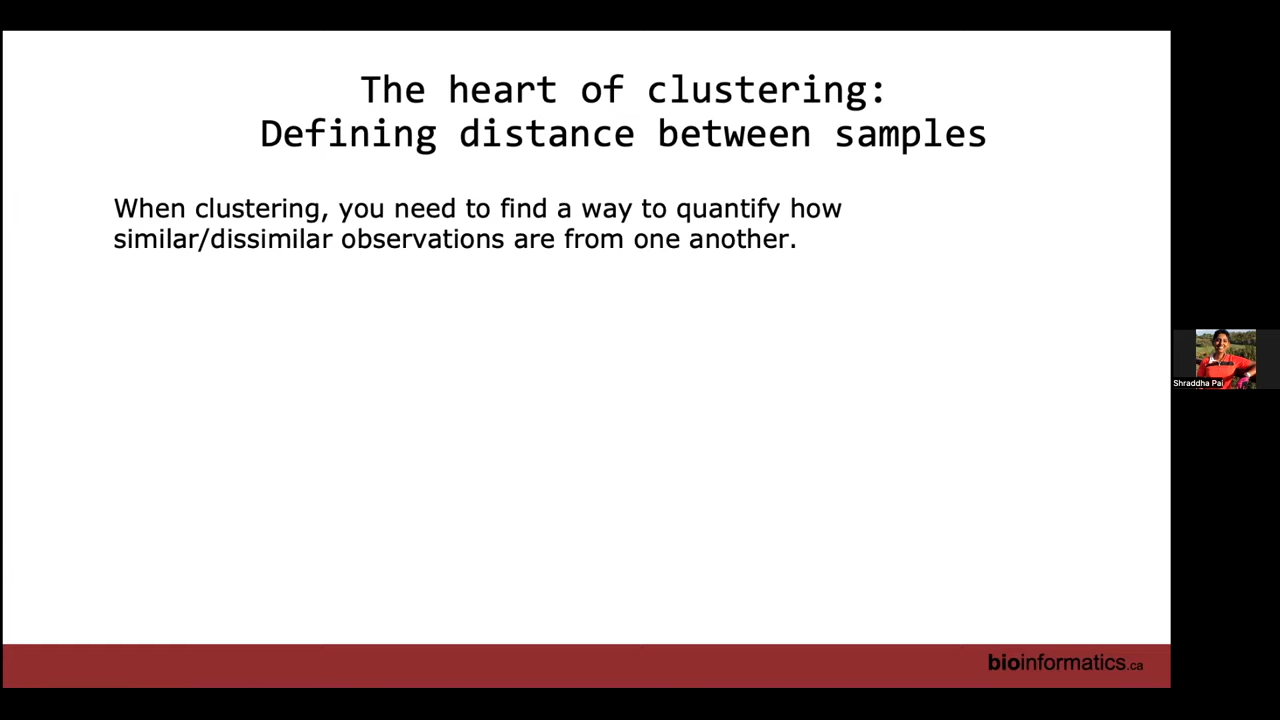 The heart of clustering:
Defining distance between samples
When clustering, you need to find a way to quantify how
similar/dissimilar observations are from one another.
Shraddha Pai
bioinformatics.ca